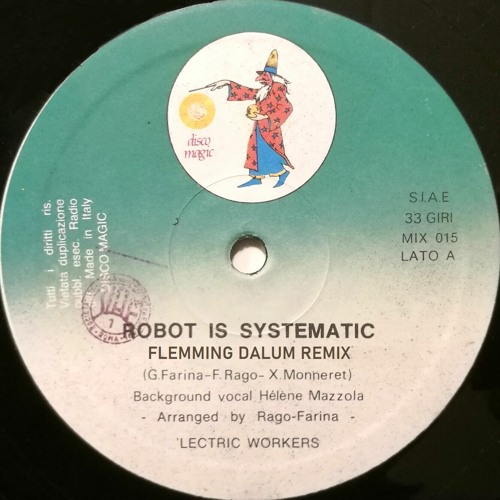 disco
magic
S.I.A.E
33 GIRI
MIX 015
LATO A
Tutti i diritti ris.
Vietata duplicazione
pubbl. esec. Radio
Made in Italy
DISCO MAGIC
7
ROBOT IS SYSTEMATIC
FLEMMING DALUM REMIX
(G.Farina-F. Rago- X.Monneret)
Background vocal Hélène Mazzola
- Arranged by Rago-Farina -
'LECTRIC WORKERS